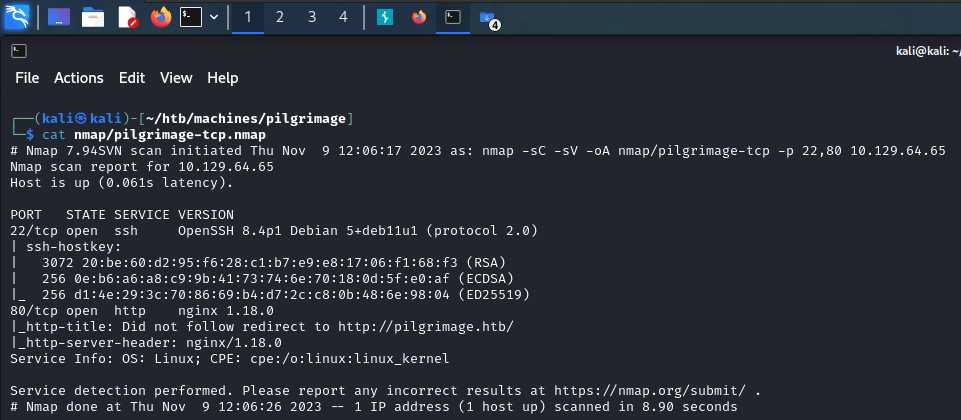 1 2 3 4 4
kali@kali: ~/
File Actions Edit View Help
┌──(kali㉿kali)-[~/htb/machines/pilgrimage]
└─$ cat nmap/pilgrimage-tcp.nmap
# Nmap 7.94SVN scan initiated Thu Nov  9 12:06:17 2023 as: nmap -sC -sV -oA nmap/pilgrimage-tcp -p 22,80 10.129.64.65
Nmap scan report for 10.129.64.65
Host is up (0.061s latency).
PORT   STATE SERVICE VERSION
22/tcp open  ssh     OpenSSH 8.4p1 Debian 5+deb11u1 (protocol 2.0)
| ssh-hostkey:
|   3072 20:be:60:d2:95:f6:28:c1:b7:e9:e8:17:06:f1:68:f3 (RSA)
|   256 0e:b6:a6:a8:c9:9b:41:73:74:6e:70:18:0d:5f:e0:af (ECDSA)
|_  256 d1:4e:29:3c:70:86:69:b4:d7:2c:c8:0b:48:6e:98:04 (ED25519)
80/tcp open  http    nginx 1.18.0
|_http-title: Did not follow redirect to http://pilgrimage.htb/
|_http-server-header: nginx/1.18.0
Service Info: OS: Linux; CPE: cpe:/o:linux:linux_kernel
Service detection performed. Please report any incorrect results at https://nmap.org/submit/ .
# Nmap done at Thu Nov  9 12:06:26 2023 -- 1 IP address (1 host up) scanned in 8.90 seconds